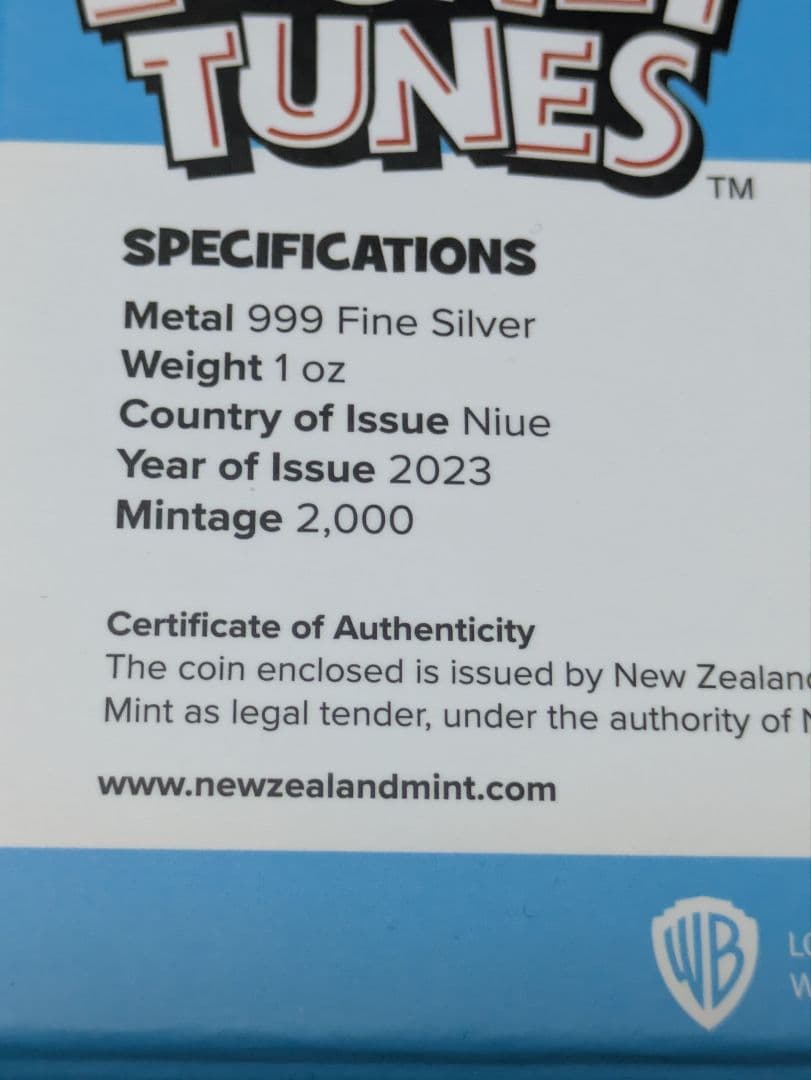 TUNES
TM
SPECIFICATIONS
Metal 999 Fine Silver
Weight 1 oz
Country of Issue Niue
Year of Issue 2023
Mintage 2,000
Certificate of Authenticity
The coin enclosed is issued by New Zealand
Mint as legal tender, under the authority of
www.newzealandmint.com
WB